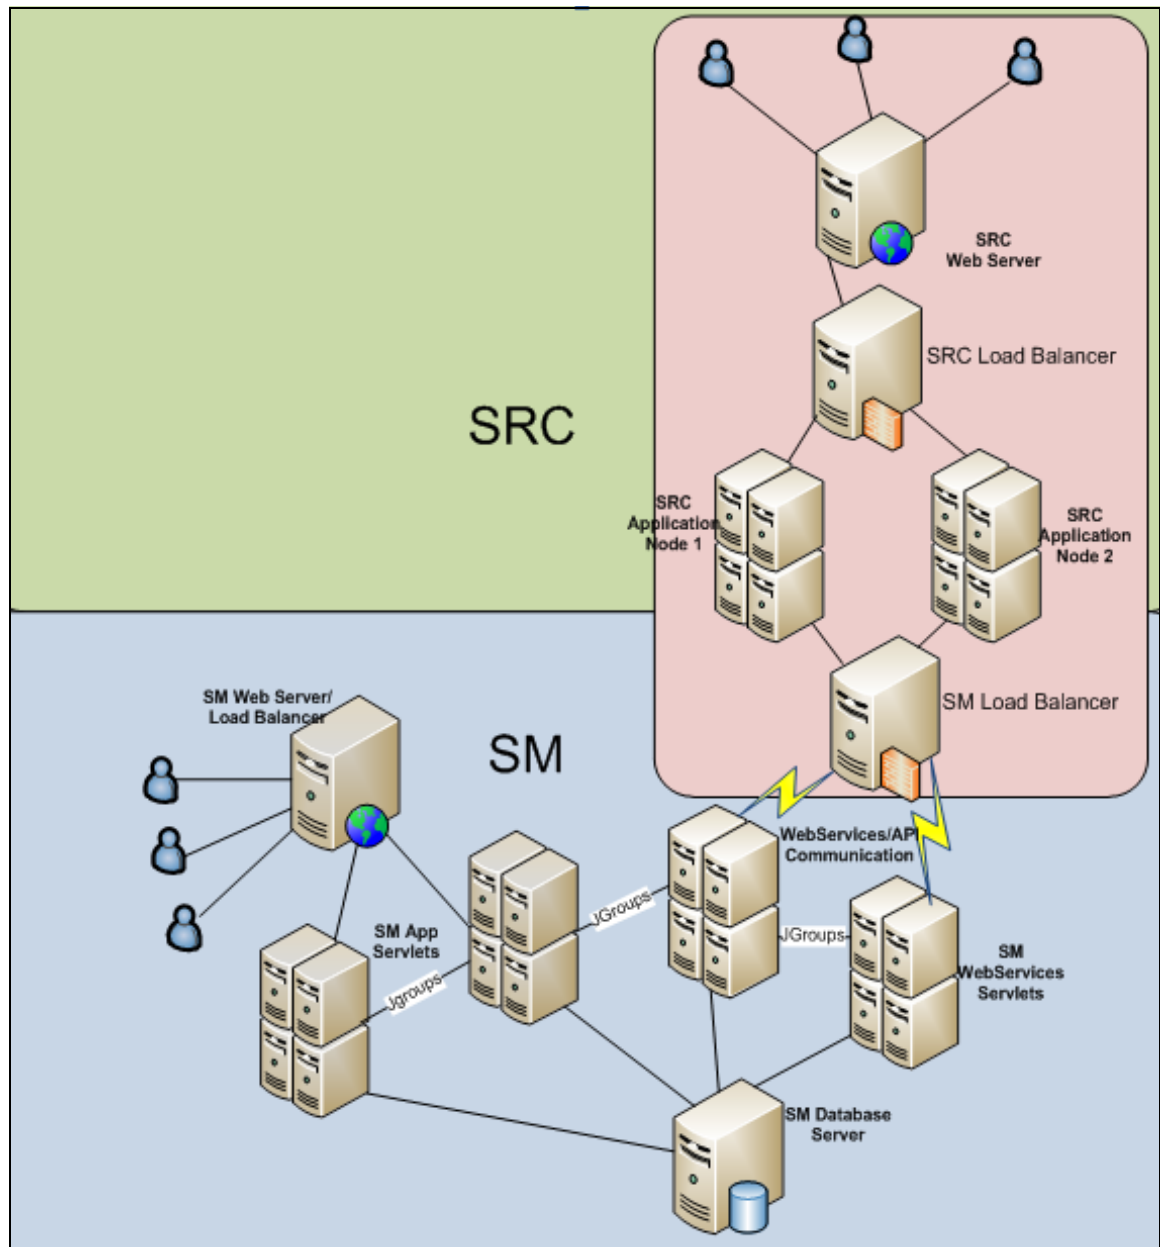 SRC
Web Server
SRC Load Balancer
SRC
SRC
Application
Node 1
SRC
Application
Node 2
SM Web Server/
Load Balancer
SM
SM Load Balancer
WebServices/API
Communication
JGroups
SM App
Servlets
JGroups
Jgroups
SM
WebServices
Servlets
SM Database
Server